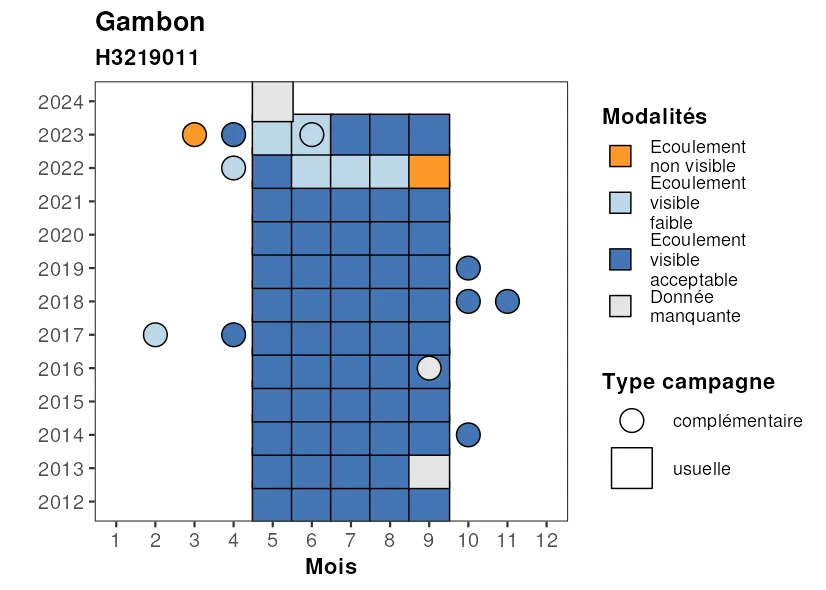 Gambon
H3219011
2024
2023
2022
2021
2020
2019
2018
2017
2016
2015
2014
2013
2012
1 2 3 4 5 6 7 8 9 10 11 12
Mois
Modalités
Ecoulement
non visible
Ecoulement
visible
faible
Ecoulement
visible
acceptable
Donnée
manquante
Type campagne
complémentaire
usuelle